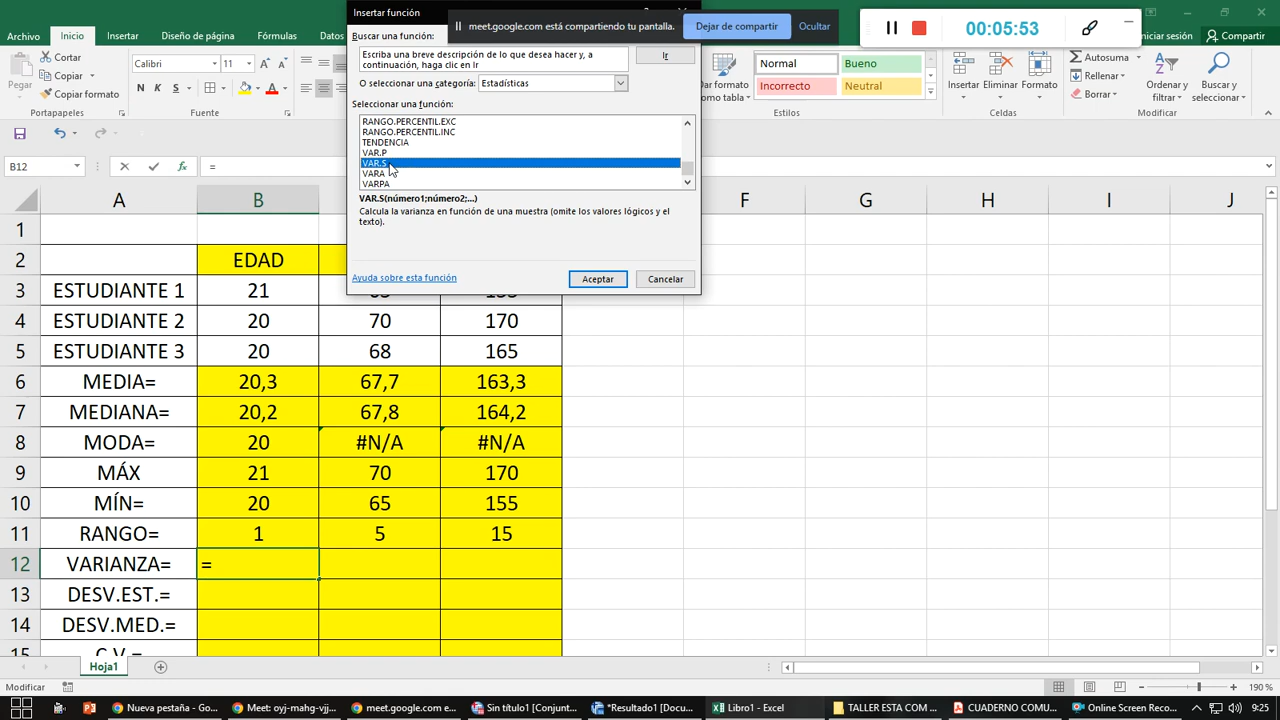 Insertar función
meet.google.com está compartiendo tu pantalla.
Dejar de compartir
Ocultar
00:05:53
Archivo
Inicio
Insertar
Diseño de página
Fórmulas
Datos
Iniciar sesión
Compartir
Buscar una función:
Escriba una breve descripción de lo que desea hacer y, a
continuación, haga clic en Ir
Ir
O seleccionar una categoría:
Estadísticas
Seleccionar una función:
RANGO.PERCENTIL.EXC
RANGO.PERCENTIL.INC
TENDENCIA
VAR.P
VAR.S
VARA
VARPA
VAR.S(número1;número2;...)
Calcula la varianza en función de una muestra (omite los valores lógicos y el
texto).
Ayuda sobre esta función
Aceptar
Cancelar
Pegar
Cortar
Copiar
Copiar formato
Portapapeles
Calibri
11
N K S
Fuente
Dar formato
como tabla
Normal
Bueno
Incorrecto
Neutral
Estilos
Insertar
Eliminar
Formato
Celdas
Autosuma
Rellenar
Borrar
Ordenar y
filtrar
Buscar y
seleccionar
Modificar
B12
fx
=
A B F G H I J
1
2 EDAD
3 ESTUDIANTE 1 21
4 ESTUDIANTE 2 20 70 170
5 ESTUDIANTE 3 20 68 165
6 MEDIA= 20,3 67,7 163,3
7 MEDIANA= 20,2 67,8 164,2
8 MODA= 20 #N/A #N/A
9 MÁX 21 70 170
10 MÍN= 20 65 155
11 RANGO= 1 5 15
12 VARIANZA= =
13 DESV.EST.=
14 DESV.MED.=
15 C.V.=
Hoja1
Modificar
190 %
Nueva pestaña - Go...
Meet: oyj-mahg-vjj...
meet.google.com e...
Sin título1 [Conjunt...
*Resultado1 [Docu...
Libro1 - Excel
TALLER ESTA COM ...
CUADERNO COMU...
Online Screen Reco...
9:25